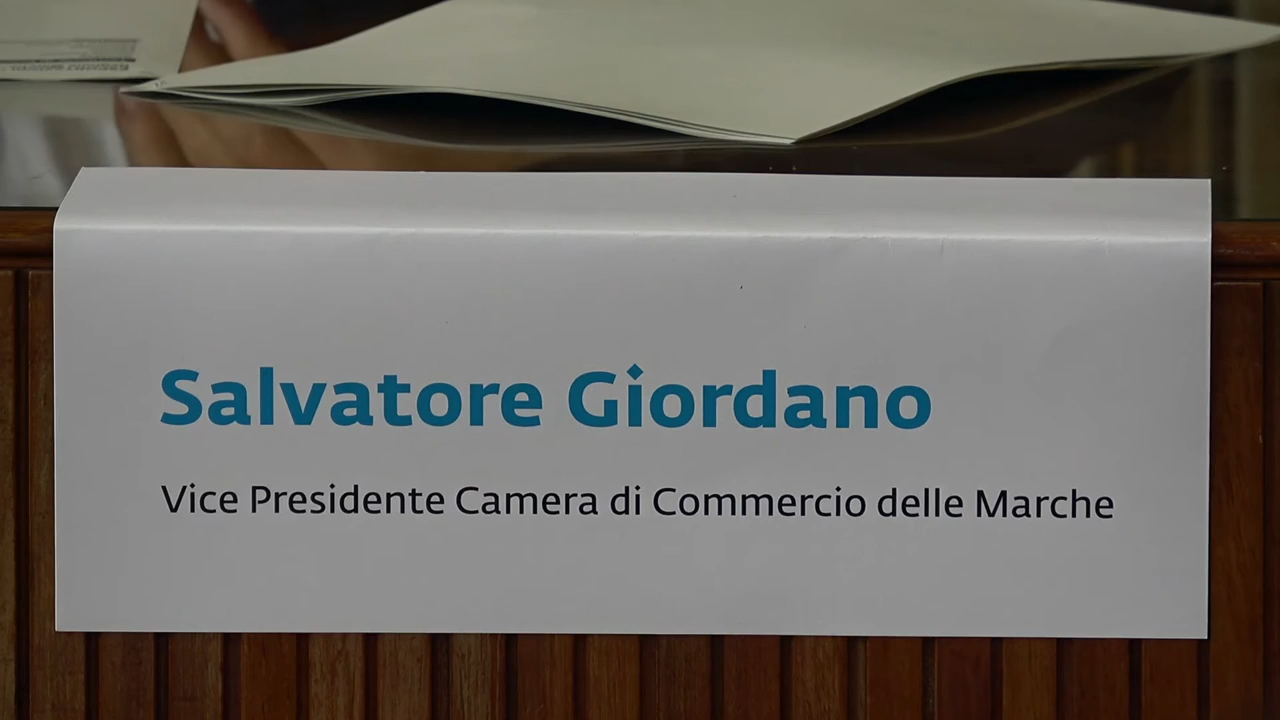 Salvatore Giordano
Vice Presidente Camera di Commercio delle Marche